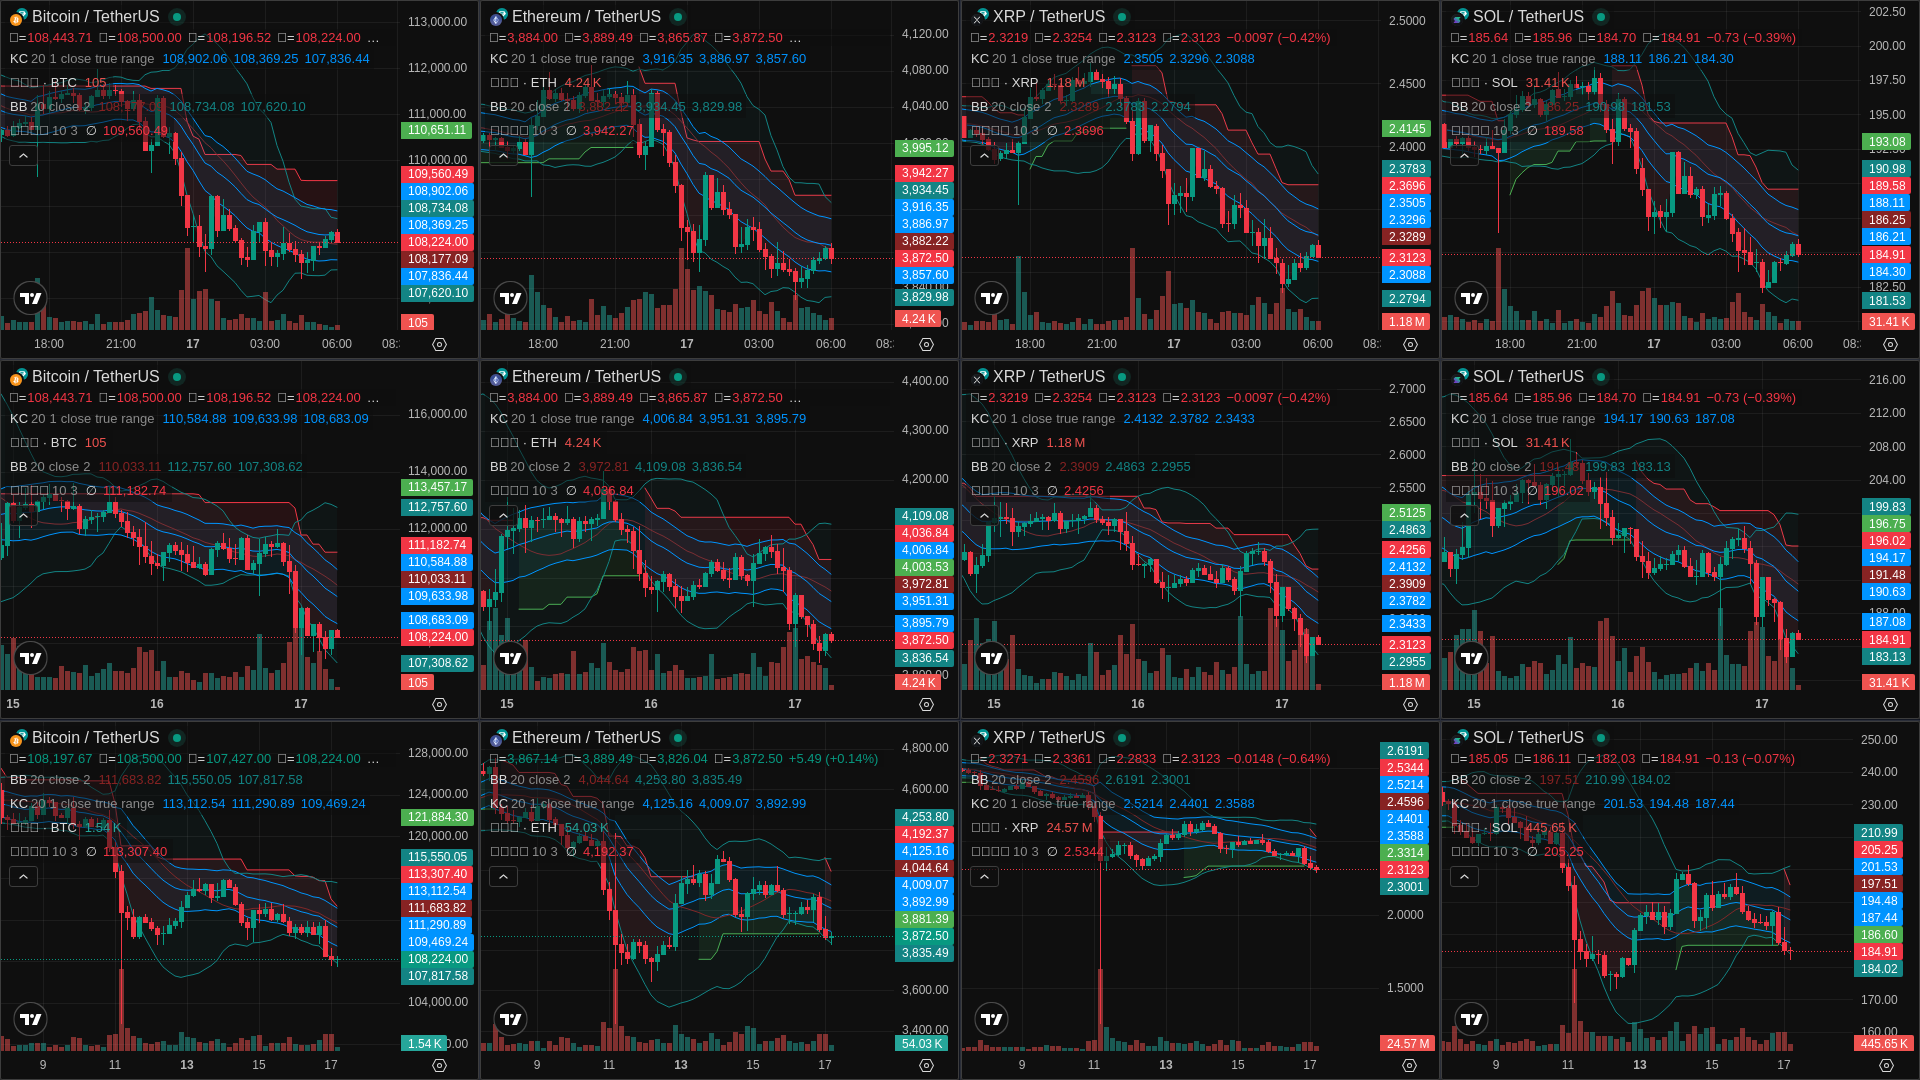 Bitcoin / TetherUS
□=108,443.71 □=108,500.00 □=108,196.52 □=108,224.00 …
KC 20 1 close true range 108,902.06 108,369.25 107,836.44
□□□ · BTC 105
BB 20 close 2 108,734.08 107,620.10
□□□□ 10 3 ∅ 109,560.49
113,000.00
112,000.00
111,000.00
110,651.11
110,000.00
109,560.49
108,902.06
108,734.08
108,369.25
108,224.00
108,177.09
107,836.44
107,620.10
105
18:00 21:00 17 03:00 06:00
Ethereum / TetherUS
□=3,884.00 □=3,889.49 □=3,865.87 □=3,872.50 …
KC 20 1 close true range 3,916.35 3,886.97 3,857.60
□□□ · ETH 4.24 K
BB 20 close 2 3,882.22 3,934.45 3,829.98
□□□□ 10 3 ∅ 3,942.27
4,120.00
4,080.00
4,040.00
3,995.12
3,942.27
3,934.45
3,916.35
3,886.97
3,882.22
3,872.50
3,857.60
3,829.98
4.24 K
18:00 21:00 17 03:00 06:00
XRP / TetherUS
□=2.3219 □=2.3254 □=2.3123 □=2.3123 −0.0097 (−0.42%)
KC 20 1 close true range 2.3505 2.3296 2.3088
□□□ · XRP 1.18 M
BB 20 close 2 2.3289 2.3783 2.2794
□□□□ 10 3 ∅ 2.3696
2.5000
2.4500
2.4145
2.4000
2.3783
2.3696
2.3505
2.3296
2.3289
2.3123
2.3088
2.2794
1.18 M
18:00 21:00 17 03:00 06:00
SOL / TetherUS
□=185.64 □=185.96 □=184.70 □=184.91 −0.73 (−0.39%)
KC 20 1 close true range 188.11 186.21 184.30
□□□ · SOL 31.41 K
BB 20 close 2 186.25 190.98 181.53
□□□□ 10 3 ∅ 189.58
202.50
200.00
197.50
195.00
193.08
190.98
189.58
188.11
186.25
186.21
184.91
184.30
182.50
181.53
31.41 K
18:00 21:00 17 03:00 06:00
Bitcoin / TetherUS
□=108,443.71 □=108,500.00 □=108,196.52 □=108,224.00 …
KC 20 1 close true range 110,584.88 109,633.98 108,683.09
□□□ · BTC 105
BB 20 close 2 110,033.11 112,757.60 107,308.62
□□□□ 10 3 ∅ 111,182.74
116,000.00
114,000.00
113,457.17
112,757.60
112,000.00
111,182.74
110,584.88
110,033.11
109,633.98
108,683.09
108,224.00
107,308.62
105
15 16 17
Ethereum / TetherUS
□=3,884.00 □=3,889.49 □=3,865.87 □=3,872.50 …
KC 20 1 close true range 4,006.84 3,951.31 3,895.79
□□□ · ETH 4.24 K
BB 20 close 2 3,972.81 4,109.08 3,836.54
□□□□ 10 3 ∅ 4,036.84
4,400.00
4,300.00
4,200.00
4,109.08
4,036.84
4,006.84
4,003.53
3,972.81
3,951.31
3,895.79
3,872.50
3,836.54
4.24 K
15 16 17
XRP / TetherUS
□=2.3219 □=2.3254 □=2.3123 □=2.3123 −0.0097 (−0.42%)
KC 20 1 close true range 2.4132 2.3782 2.3433
□□□ · XRP 1.18 M
BB 20 close 2 2.3909 2.4863 2.2955
□□□□ 10 3 ∅ 2.4256
2.7000
2.6500
2.6000
2.5500
2.5125
2.4863
2.4256
2.4132
2.3909
2.3782
2.3433
2.3123
2.2955
1.18 M
15 16 17
SOL / TetherUS
□=185.64 □=185.96 □=184.70 □=184.91 −0.73 (−0.39%)
KC 20 1 close true range 194.17 190.63 187.08
□□□ · SOL 31.41 K
BB 20 close 2 191.48 199.83 183.13
□□□□ 10 3 ∅ 196.02
216.00
212.00
208.00
204.00
199.83
196.75
196.02
194.17
191.48
190.63
188.00
187.08
184.91
183.13
31.41 K
15 16 17
Bitcoin / TetherUS
□=108,197.67 □=108,500.00 □=107,427.00 □=108,224.00 …
BB 20 close 2 111,683.82 115,550.05 107,817.58
KC 20 1 close true range 113,112.54 111,290.89 109,469.24
□□□ · BTC 1.54 K
□□□□ 10 3 ∅ 113,307.40
128,000.00
124,000.00
121,884.30
120,000.00
115,550.05
113,307.40
113,112.54
111,683.82
111,290.89
109,469.24
108,224.00
107,817.58
104,000.00
1.54 K
9 11 13 15 17
Ethereum / TetherUS
□=3,867.14 □=3,889.49 □=3,826.04 □=3,872.50 +5.49 (+0.14%)
BB 20 close 2 4,044.64 4,253.80 3,835.49
KC 20 1 close true range 4,125.16 4,009.07 3,892.99
□□□ · ETH 54.03 K
□□□□ 10 3 ∅ 4,192.37
4,800.00
4,600.00
4,253.80
4,192.37
4,125.16
4,044.64
4,009.07
3,892.99
3,881.39
3,872.50
3,835.49
3,600.00
3,400.00
54.03 K
9 11 13 15 17
XRP / TetherUS
□=2.3271 □=2.3361 □=2.2833 □=2.3123 −0.0148 (−0.64%)
BB 20 close 2 2.4596 2.6191 2.3001
KC 20 1 close true range 2.5214 2.4401 2.3588
□□□ · XRP 24.57 M
□□□□ 10 3 ∅ 2.5344
2.6191
2.5344
2.5214
2.4596
2.4401
2.3588
2.3314
2.3123
2.3001
2.0000
1.5000
24.57 M
9 11 13 15 17
SOL / TetherUS
□=185.05 □=186.11 □=182.03 □=184.91 −0.13 (−0.07%)
BB 20 close 2 197.51 210.99 184.02
KC 20 1 close true range 201.53 194.48 187.44
□□□ · SOL 445.65 K
□□□□ 10 3 ∅ 205.25
250.00
240.00
230.00
210.99
205.25
201.53
197.51
194.48
187.44
186.60
184.91
184.02
170.00
160.00
445.65 K
9 11 13 15 17